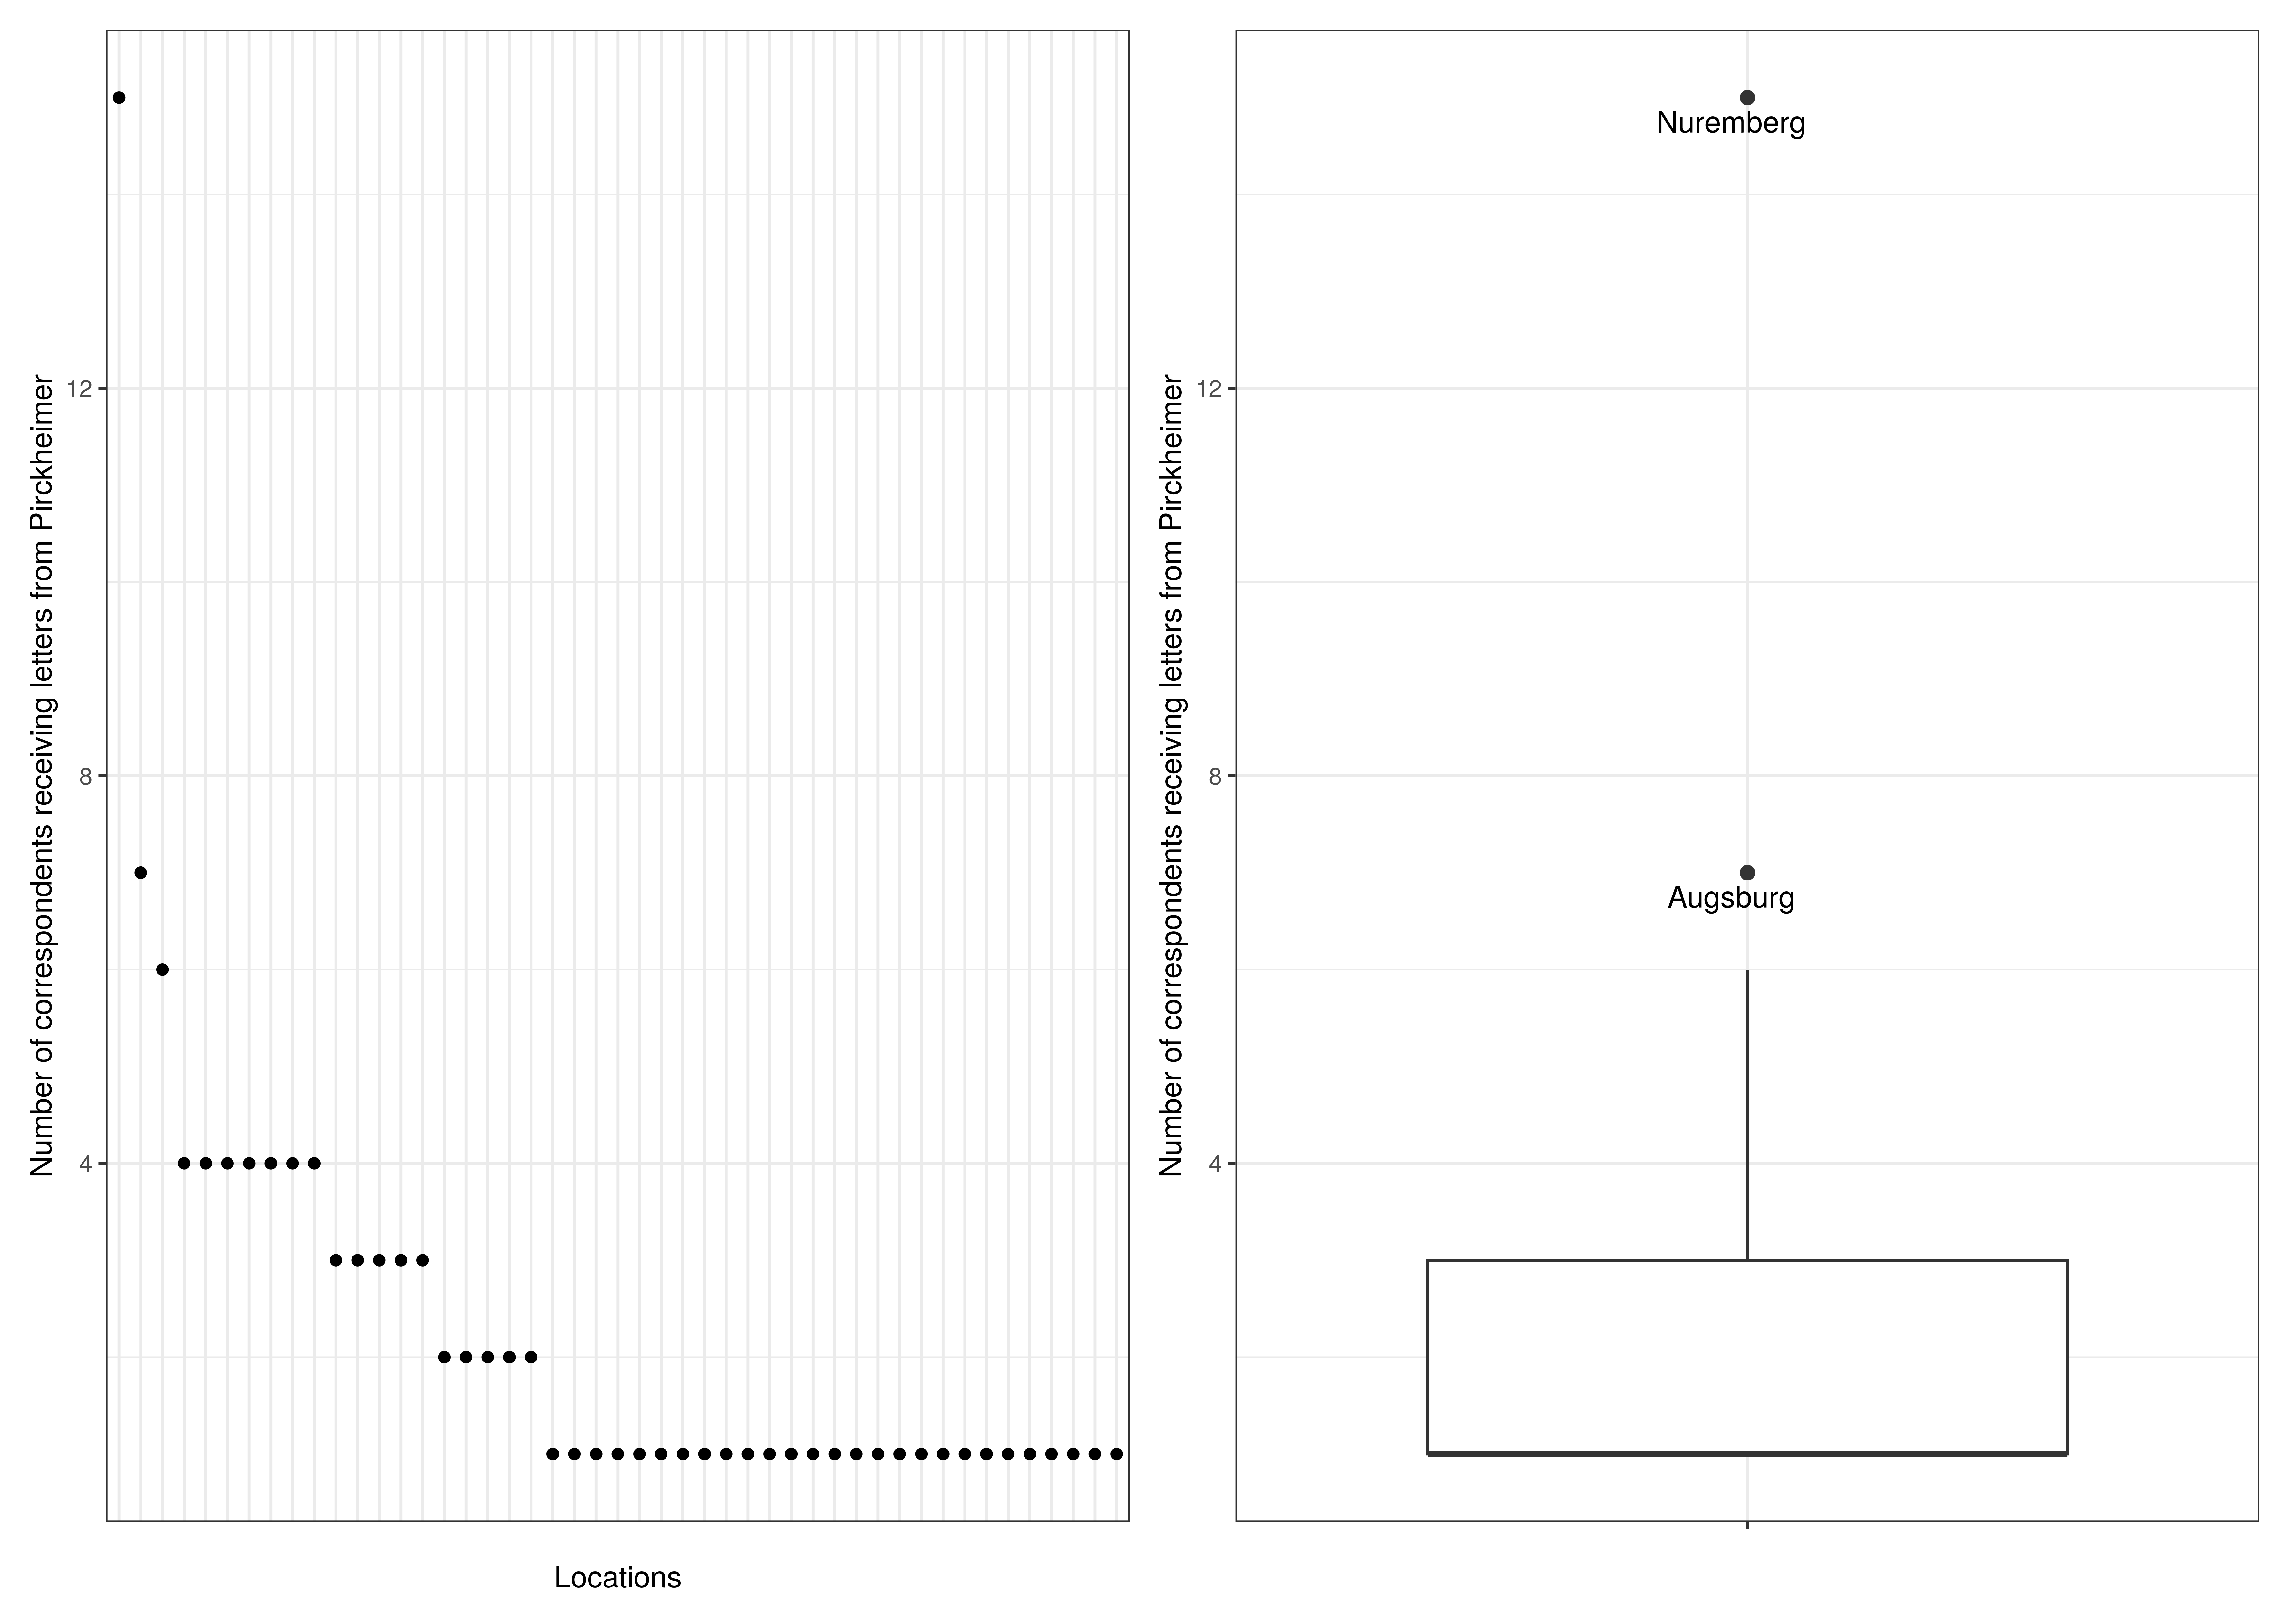 Number of correspondents receiving letters from Pirckheimer
12
8
4
Locations
Number of correspondents receiving letters from Pirckheimer
12
8
4
Nuremberg
Augsburg